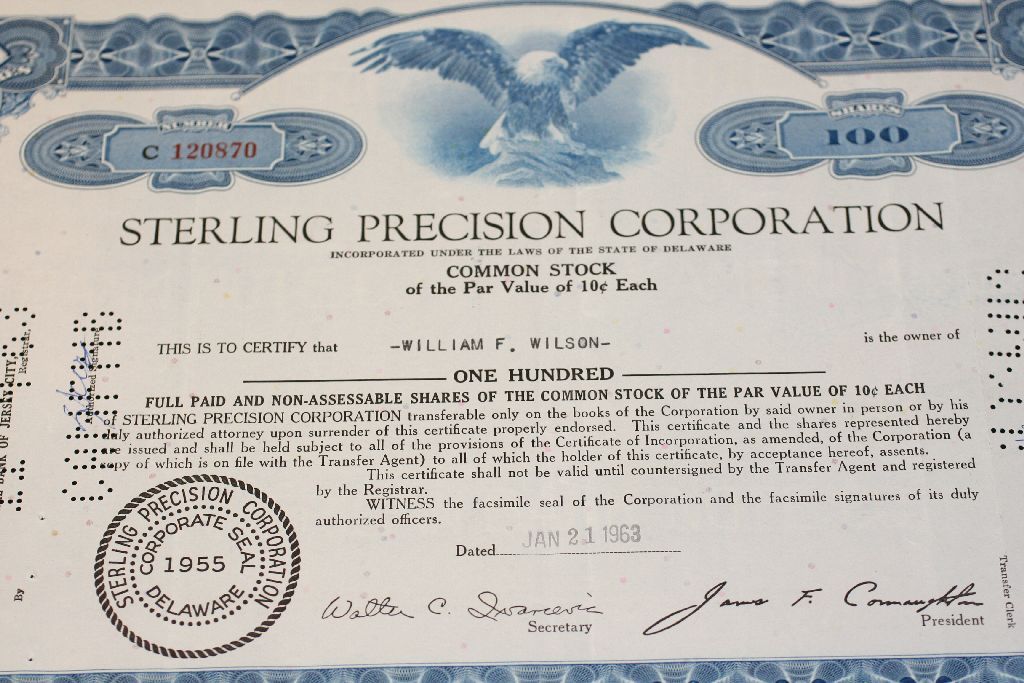 NUMBER
C 120870
SHARES
100
STERLING PRECISION CORPORATION
INCORPORATED UNDER THE LAWS OF THE STATE OF DELAWARE
COMMON STOCK
of the Par Value of 10¢ Each
THIS IS TO CERTIFY that -WILLIAM F. WILSON- is the owner of
ONE HUNDRED
FULL PAID AND NON-ASSESSABLE SHARES OF THE COMMON STOCK OF THE PAR VALUE OF 10¢ EACH
of STERLING PRECISION CORPORATION transferable only on the books of the Corporation by said owner in person or by his
duly authorized attorney upon surrender of this certificate properly endorsed. This certificate and the shares represented hereby
are issued and shall be held subject to all of the provisions of the Certificate of Incorporation, as amended, of the Corporation (a
copy of which is on file with the Transfer Agent) to all of which the holder of this certificate, by acceptance hereof, assents.
This certificate shall not be valid until countersigned by the Transfer Agent and registered
by the Registrar.
WITNESS the facsimile seal of the Corporation and the facsimile signatures of its duly
authorized officers.
Dated JAN 21 1963
STERLING PRECISION CORPORATION
CORPORATE SEAL
1955
DELAWARE
Walter C.
Secretary
James F.
President
OF JERSEY CITY,
Registrar.
Authorized Signature
By
Transfer Clerk